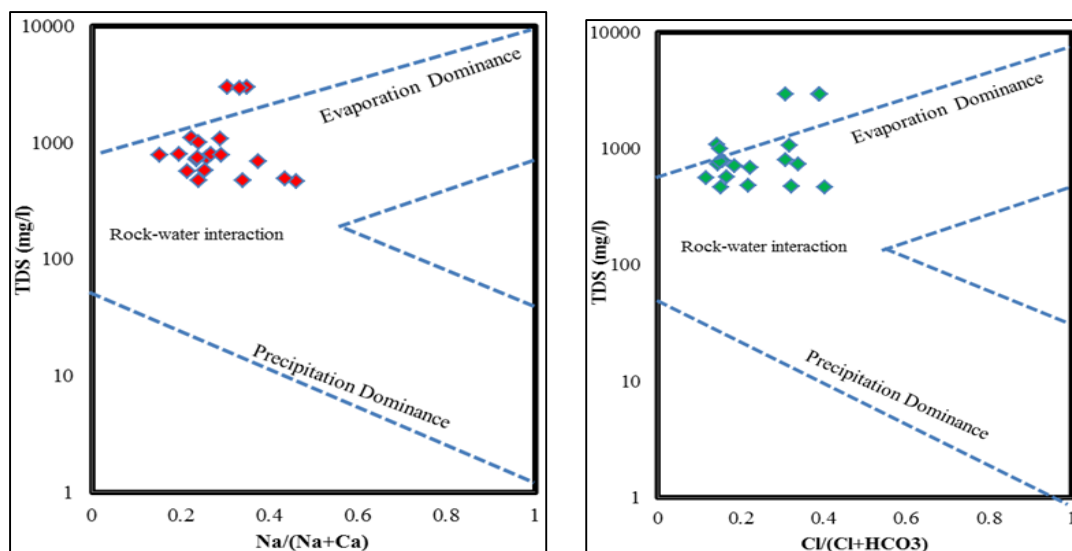 10000
1000
100
10
1
TDS (mg/l)
Evaporation Dominance
Rock-water interaction
Precipitation Dominance
0
0.2
0.4
0.6
0.8
1
Na/(Na+Ca)
10000
1000
100
10
1
TDS (mg/l)
Evaporation Dominance
Rock-water interaction
Precipitation Dominance
0
0.2
0.4
0.6
0.8
1
Cl/(Cl+HCO3)